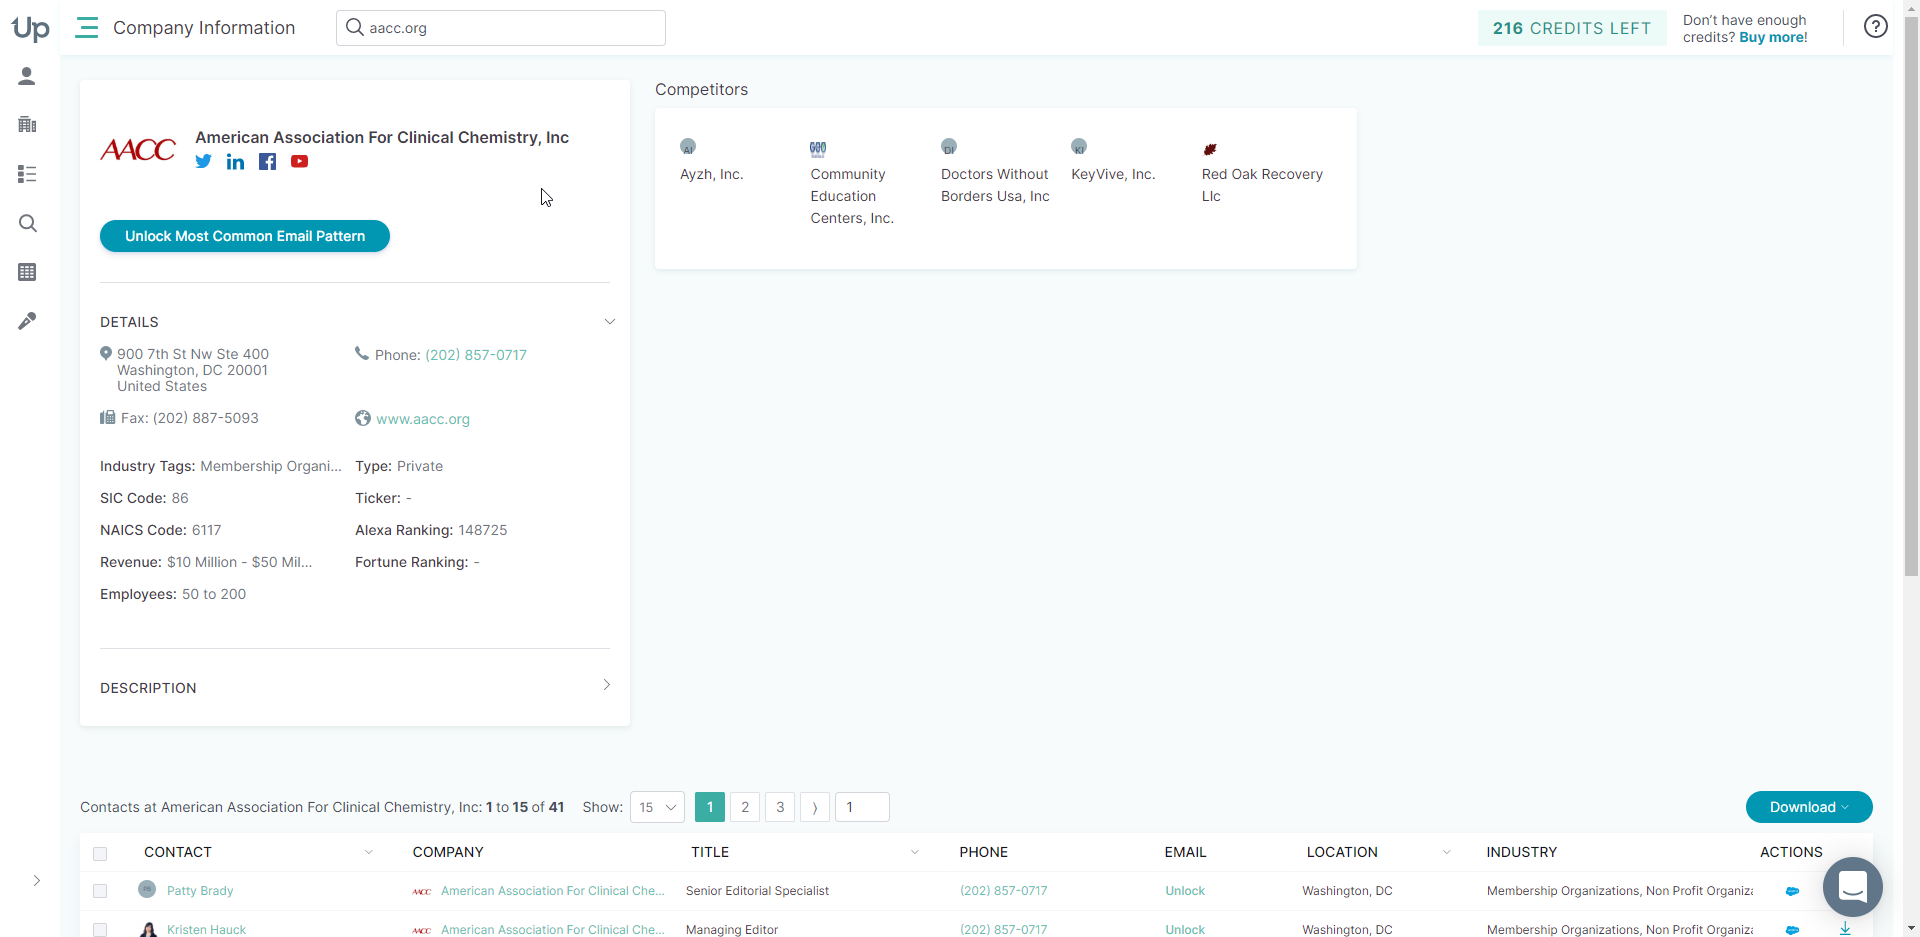 Up
Company Information
aacc.org
216 CREDITS LEFT
Don't have enough
credits? Buy more!
AACC
American Association For Clinical Chemistry, Inc
Unlock Most Common Email Pattern
DETAILS
900 7th St Nw Ste 400
Washington, DC 20001
United States
Phone: (202) 857-0717
Fax: (202) 887-5093
www.aacc.org
Industry Tags: Membership Organi...
Type: Private
SIC Code: 86
Ticker: -
NAICS Code: 6117
Alexa Ranking: 148725
Revenue: $10 Million - $50 Mil...
Fortune Ranking: -
Employees: 50 to 200
DESCRIPTION
Competitors
AI
Ayzh, Inc.
Community
Education
Centers, Inc.
DI
Doctors Without
Borders Usa, Inc
KI
KeyVive, Inc.
Red Oak Recovery
Llc
Contacts at American Association For Clinical Chemistry, Inc: 1 to 15 of 41
Show: 15
1 2 3 ⟩ 1
Download
CONTACT COMPANY TITLE PHONE EMAIL LOCATION INDUSTRY ACTIONS
PB Patty Brady AACC American Association For Clinical Che... Senior Editorial Specialist (202) 857-0717 Unlock Washington, DC Membership Organizations, Non Profit Organiza
Kristen Hauck AACC American Association For Clinical Che... Managing Editor (202) 857-0717 Unlock Washington, DC Membership Organizations, Non Profit Organiza